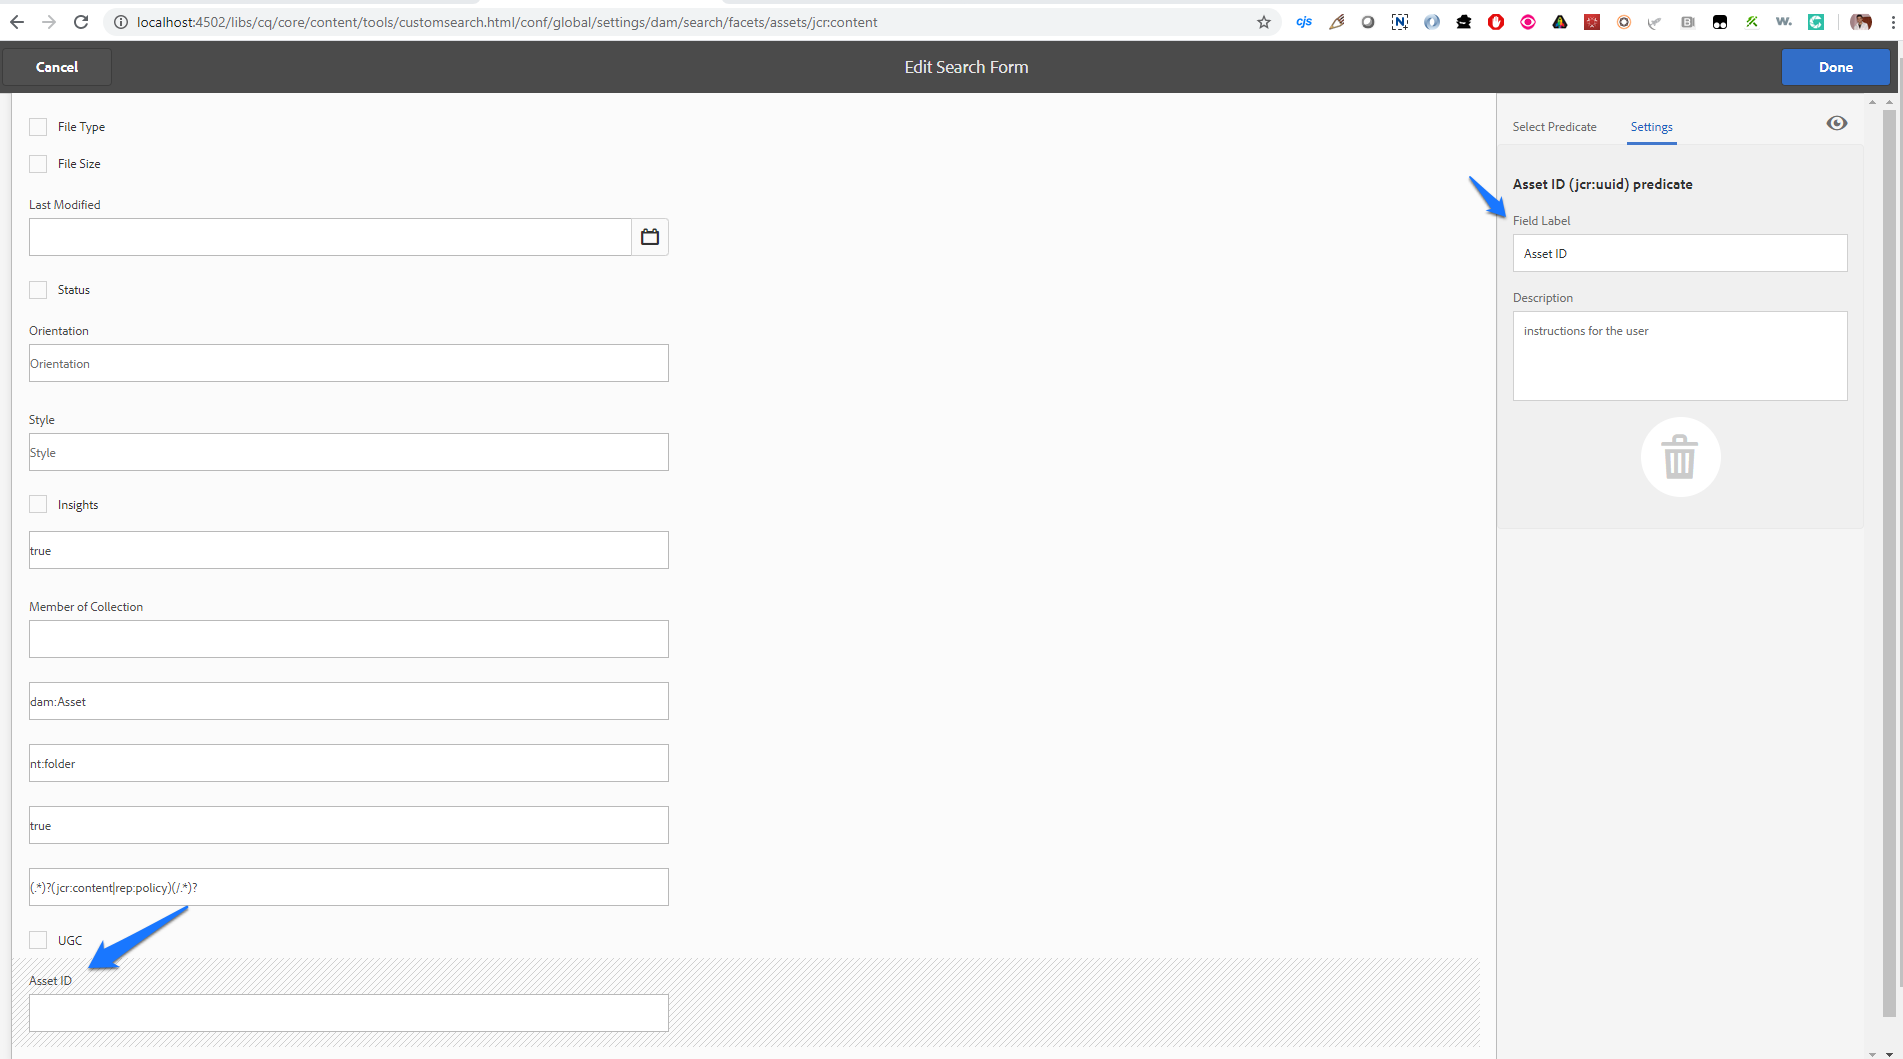 localhost:4502/libs/cq/core/content/tools/customsearch.html/conf/global/settings/dam/search/facets/assets/jcr:content
cjs
N
w.
Cancel
Edit Search Form
Done
File Type
File Size
Last Modified
Status
Orientation
Orientation
Style
Style
Insights
true
Member of Collection
dam:Asset
nt:folder
true
(.*)?(jcr:content|rep:policy)(/.*)?
UGC
Asset ID
Select Predicate
Settings
Asset ID (jcr:uuid) predicate
Field Label
Asset ID
Description
instructions for the user